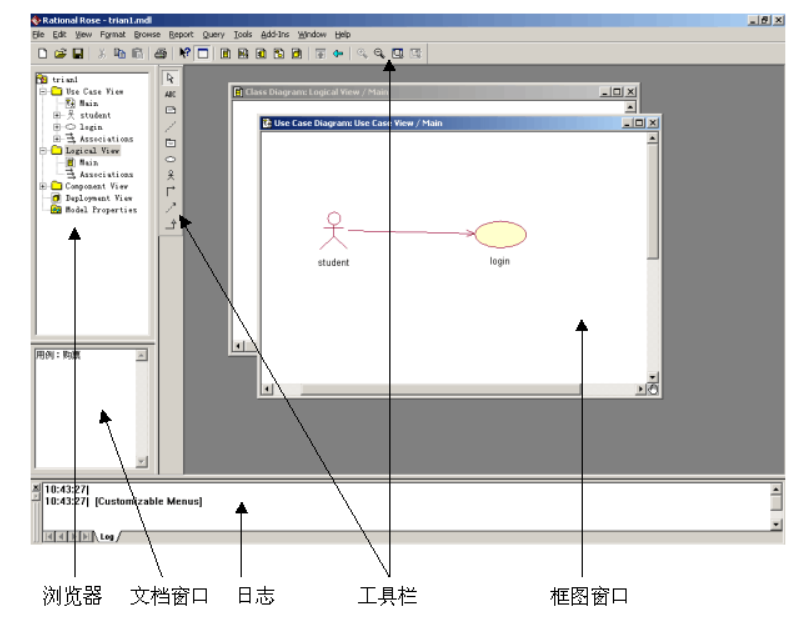 Rational Rose - trian1.mdl
File Edit View Format Browse Report Query Tools Add-Ins Window Help
trian1
Use Case View
Main
student
login
Associations
Logical View
Main
Associations
Component View
Deployment View
Model Properties
ABC
Class Diagram: Logical View / Main
Use Case Diagram: Use Case View / Main
student
login
用例：购票
10:43:27|
10:43:27| [Customizable Menus]
Log
浏览器 文档窗口 日志 工具栏 框图窗口